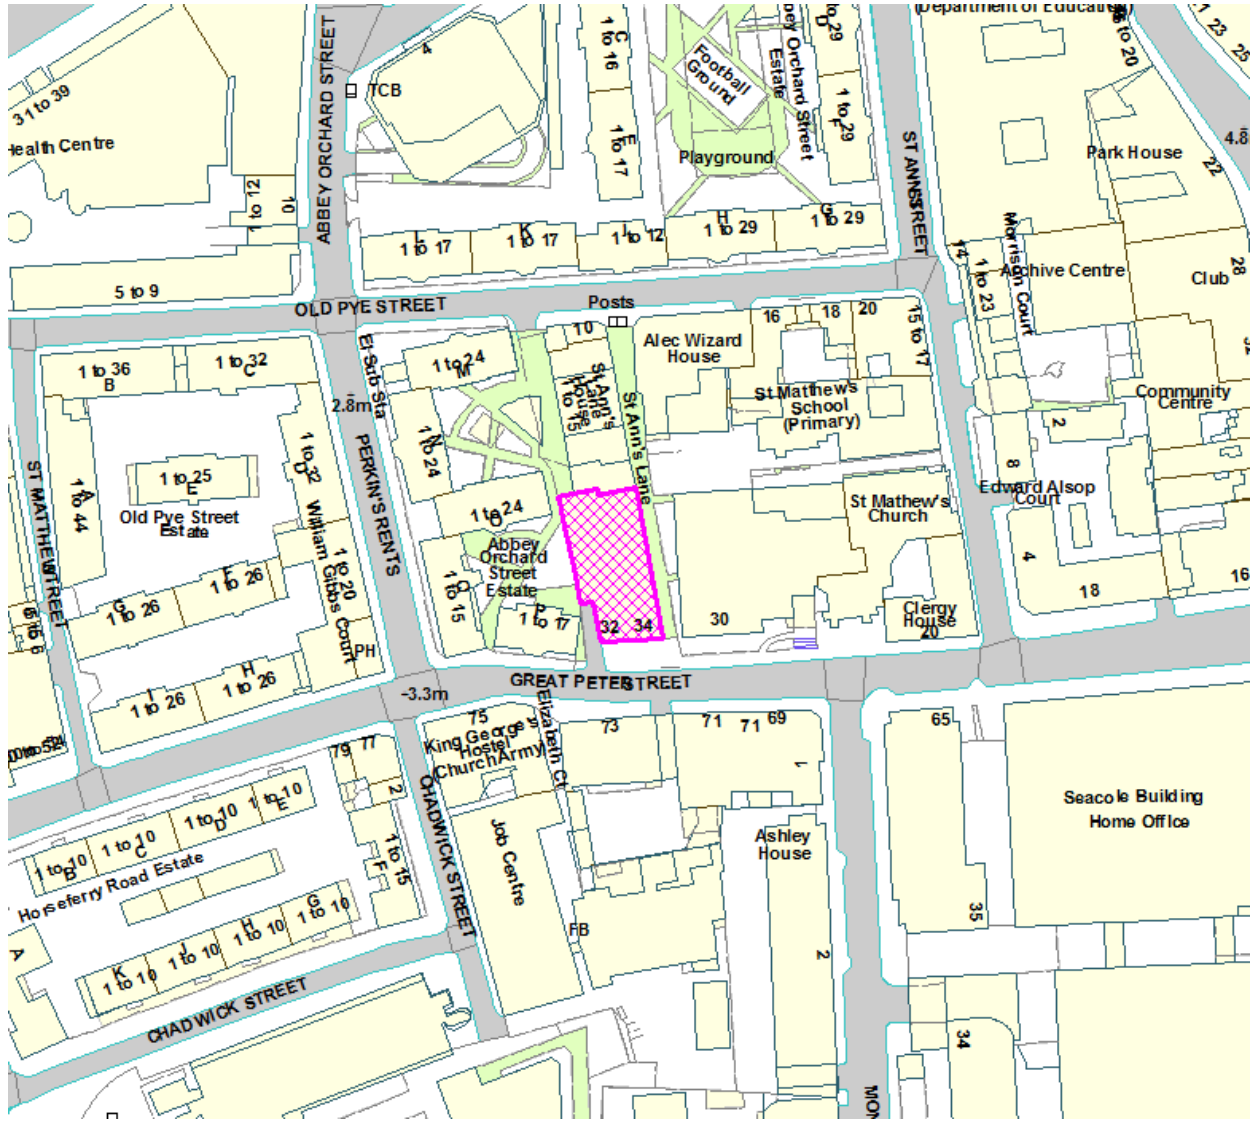 (Department of Education)
4
C
1 to 16
29
21
23
25
31 to 39
Health Centre
ABBEY ORCHARD STREET
TCB
Football
Ground
Abbey Orchard Street
Estate
1 to 29
F
ST ANN'S STREET
4.8m
E
1 to 17
Playground
Park House
22
1 to 12
10
L
1 to 17
K
1 to 17
J
1 to 12
H
1 to 29
G
1 to 29
14
1 to 23
Morrison Court
Archive Centre
28
Club
5 to 9
OLD PYE STREET
Posts
10
16
18
20
15 to 17
32
1 to 36
B
1 to 32
C
El Sub Sta
1 to 24
M
Alec Wizard
House
St Ann's
Lane
House
1 to 15
St Ann's Lane
St Matthew's
School
(Primary)
Community
Centre
2.8m
2
1 to 32
D
N
1 to 24
PERKIN'S RENTS
8
ST MATTHEW STREET
A
1 to 44
1 to 25
E
Old Pye Street
Estate
William Gibbs Court
1 to 20
1 to 24
O
Abbey
Orchard
Street
Estate
St Mathew's
Church
Edward Alsop
Court
4
18
16
G
1 to 26
F
1 to 26
Q
1 to 15
P
1 to 17
32
34
30
Clergy
House
20
PH
I
1 to 26
H
1 to 26
3.3m
GREAT PETER STREET
75
King George's
Hostel
(Church Army)
Elizabeth Ct
73
71
71
69
65
1
79
77
2
1 to 10
B
1 to 10
C
1 to 10
D
1 to 10
E
1 to 15
F
Horseferry Road Estate
CHADWICK STREET
Job Centre
Ashley
House
Seacole Building
Home Office
35
FB
2
A
K
1 to 10
J
1 to 10
H
1 to 10
G
1 to 10
CHADWICK STREET
34
MON